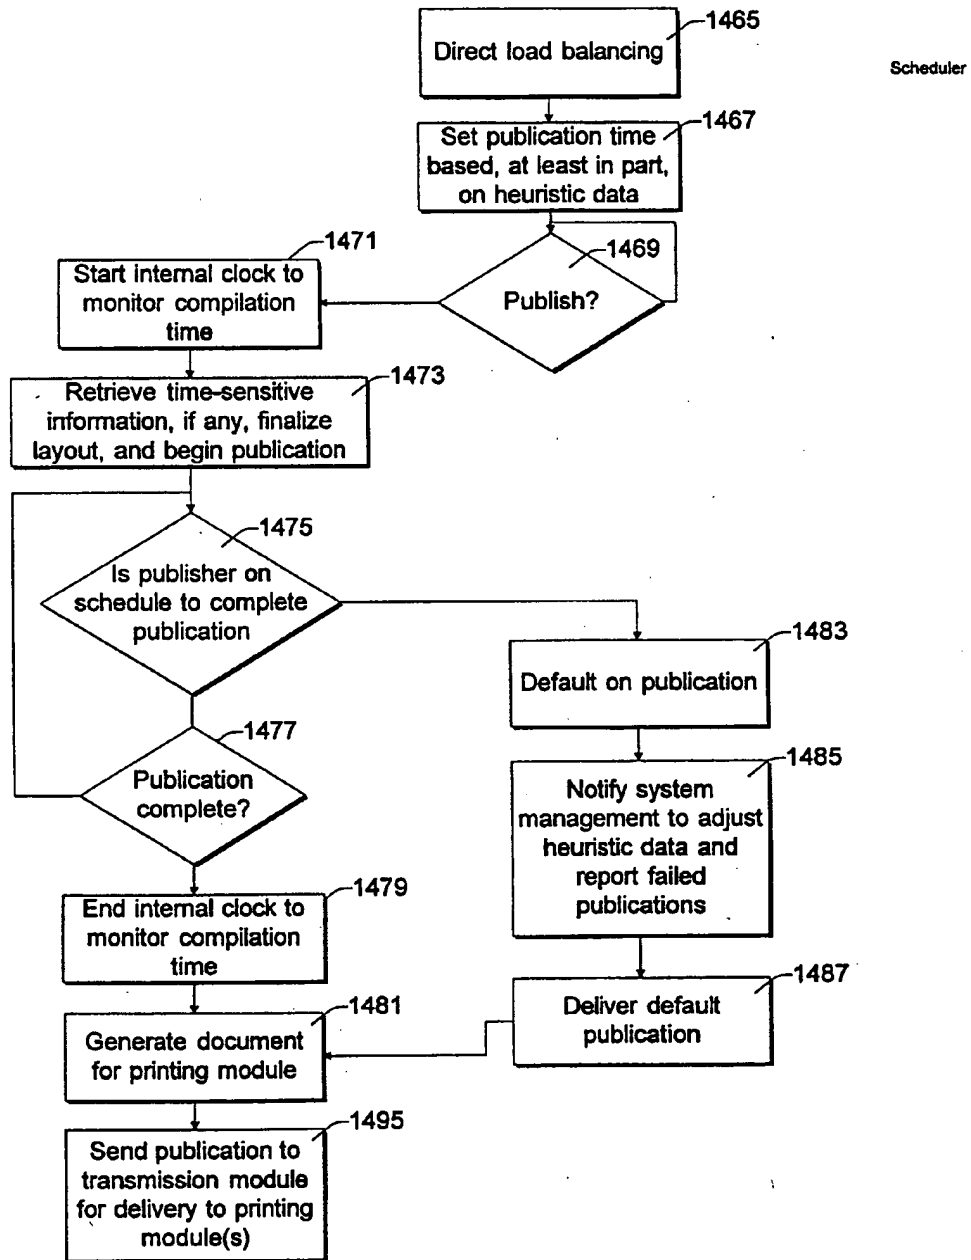 1465
Direct load balancing
Scheduler
1467
Set publication time
based, at least in part,
on heuristic data
1469
Publish?
1471
Start internal clock to
monitor compilation
time
1473
Retrieve time-sensitive
information, if any, finalize
layout, and begin publication
1475
Is publisher on
schedule to complete
publication
1477
Publication
complete?
1479
End internal clock to
monitor compilation
time
1481
Generate document
for printing module
1495
Send publication to
transmission module
for delivery to printing
module(s)
1483
Default on publication
1485
Notify system
management to adjust
heuristic data and
report failed
publications
1487
Deliver default
publication